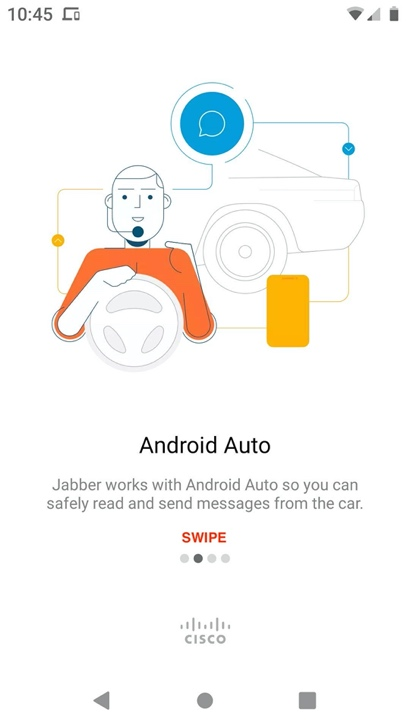 10:45
Android Auto
Jabber works with Android Auto so you can
safely read and send messages from the car.
SWIPE
CISCO